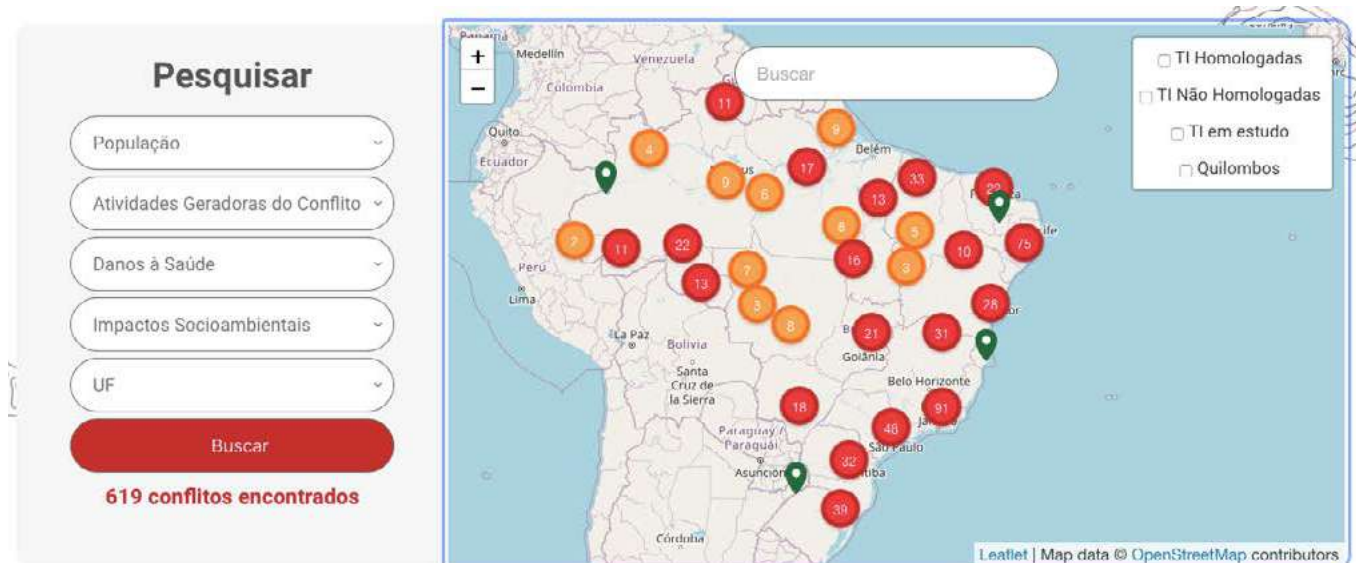 Pesquisar
População
Atividades Geradoras do Conflito
Danos à Saúde
Impactos Socioambientais
UF
Buscar
619 conflitos encontrados
+
−
Buscar
TI Homologadas
TI Não Homologadas
TI em estudo
Quilombos
Medellín
Venezuela
Colombia
11
Quito
Ecuador
4
9
Belém
9
6
17
33
13
2
11
22
8
5
10
75
Perú
Lima
13
7
16
3
28
La Paz
Bolivia
8
21
Goiânia
31
Santa
Cruz de
la Sierra
Belo Horizonte
18
91
Paraguay /
Paraguái
48
São Paulo
Asunción
32
39
Córdoba
Leaflet | Map data © OpenStreetMap contributors